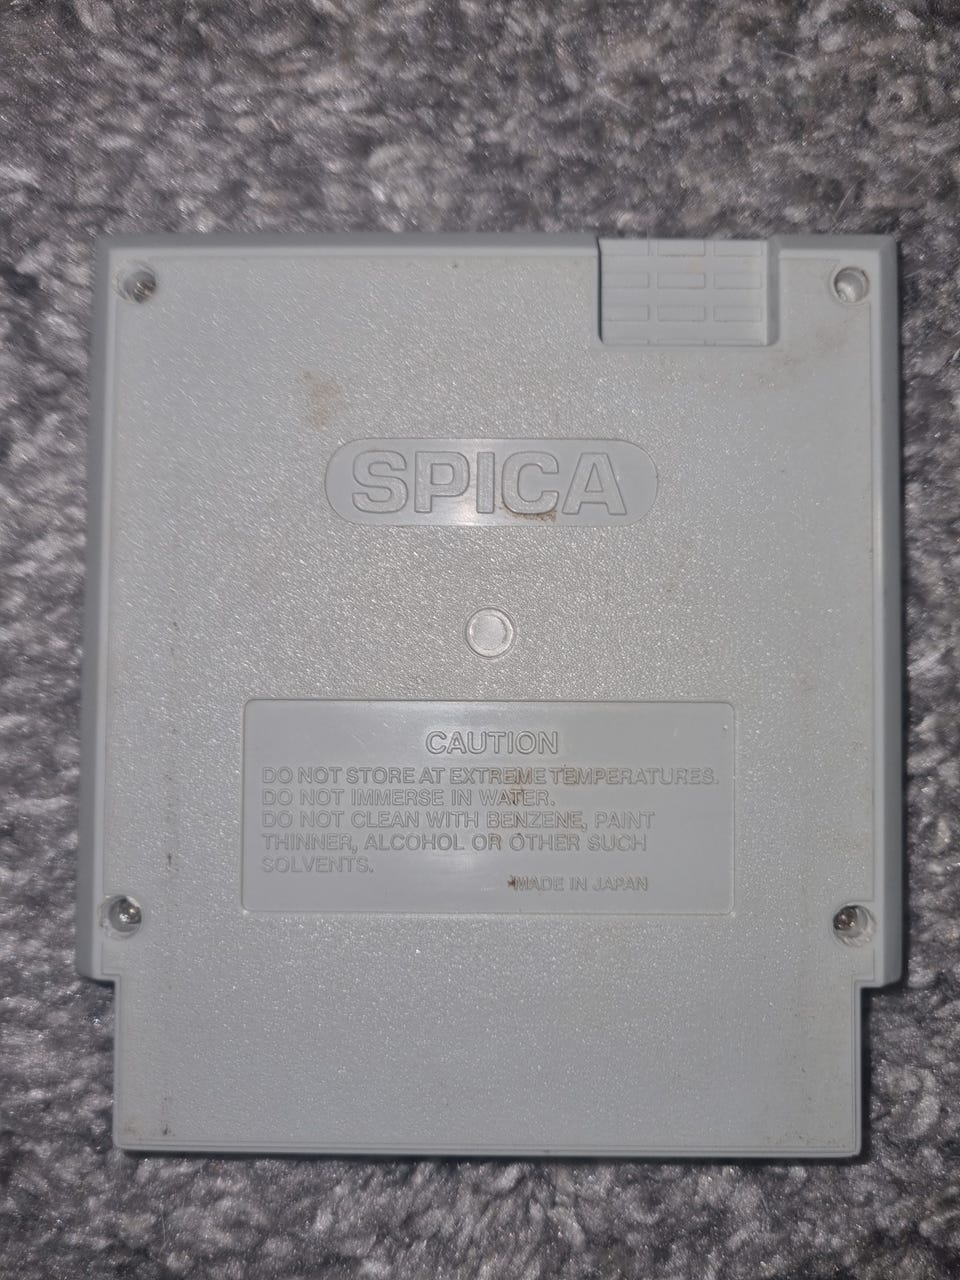 SPICA
CAUTION
DO NOT STORE AT EXTREME TEMPERATURES.
DO NOT IMMERSE IN WATER.
DO NOT CLEAN WITH BENZENE, PAINT
THINNER, ALCOHOL OR OTHER SUCH
SOLVENTS.
MADE IN JAPAN